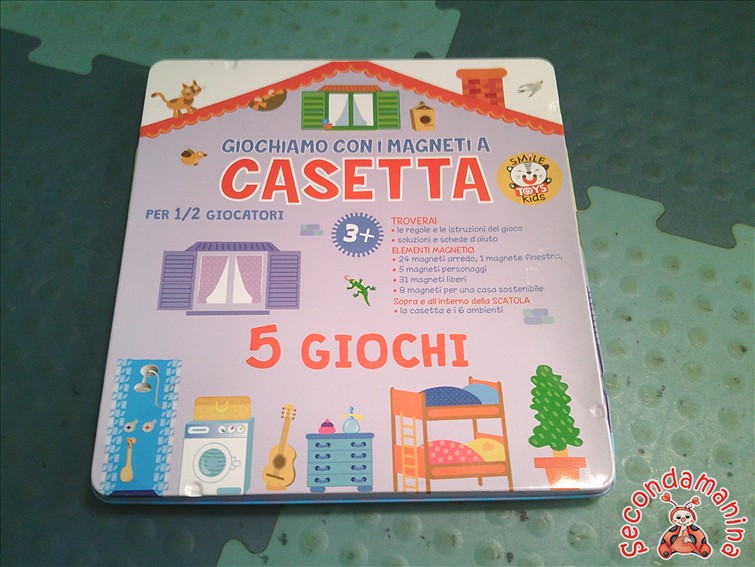 GIOCHIAMO CON I MAGNETI A
CASETTA
SMILE
TOYS
Kids
PER 1/2 GIOCATORI
3+
TROVERAI
• le regole e le istruzioni del gioco
• soluzioni e schede d'aiuto
ELEMENTI MAGNETICI
• 24 magneti arredo, 1 magnete finestra,
• 5 magneti personaggi
• 31 magneti liberi
• 8 magneti per una casa sostenibile
Sopra e all'interno della SCATOLA
• la casetta e i 6 ambienti
5 GIOCHI
Secondamanina